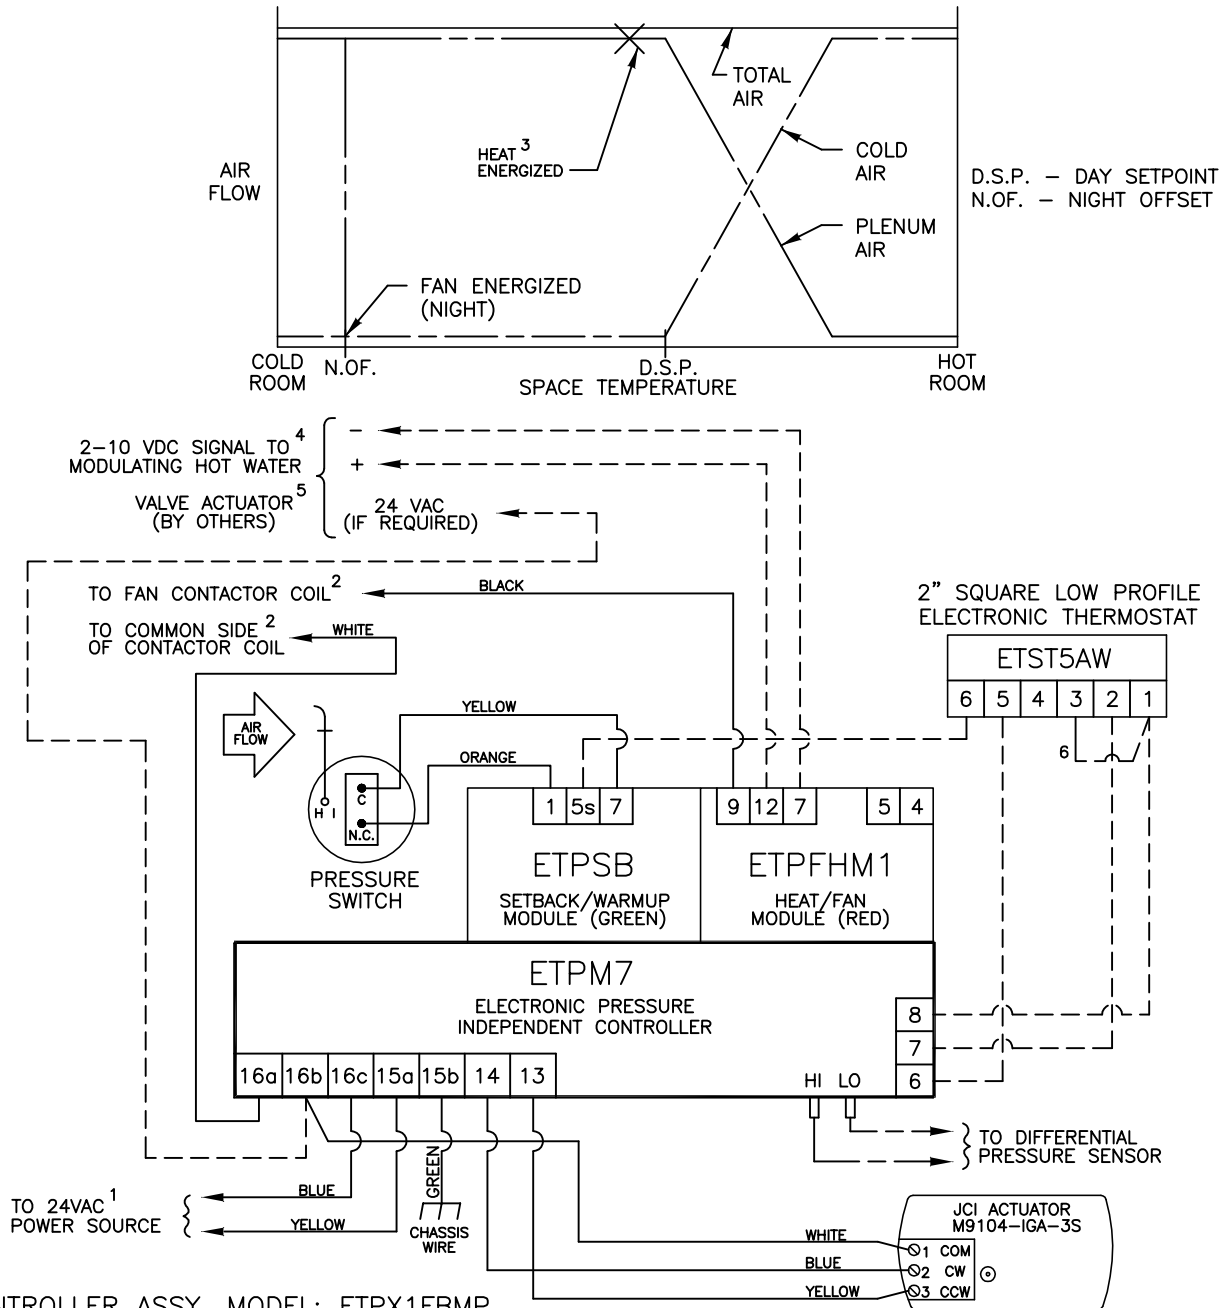 TOTAL
AIR
HEAT 3
ENERGIZED
AIR
FLOW
COLD
AIR
D.S.P. – DAY SETPOINT
N.OF. – NIGHT OFFSET
PLENUM
AIR
FAN ENERGIZED
(NIGHT)
COLD
ROOM
N.OF.
D.S.P.
SPACE TEMPERATURE
HOT
ROOM
2–10 VDC SIGNAL TO 4
MODULATING HOT WATER
–
+
VALVE ACTUATOR 5
(BY OTHERS)
24 VAC
(IF REQUIRED)
TO FAN CONTACTOR COIL 2
BLACK
TO COMMON SIDE 2
OF CONTACTOR COIL
WHITE
2" SQUARE LOW PROFILE
ELECTRONIC THERMOSTAT
ETST5AW
6 5 4 3 2 1
6
AIR
FLOW
YELLOW
ORANGE
C
H I
N.C.
PRESSURE
SWITCH
1 5s 7
9 12 7 5 4
ETPSB
SETBACK/WARMUP
MODULE (GREEN)
ETPFHM1
HEAT/FAN
MODULE (RED)
ETPM7
ELECTRONIC PRESSURE
INDEPENDENT CONTROLLER
8
7
6
16a 16b 16c 15a 15b 14 13
HI LO
TO DIFFERENTIAL
PRESSURE SENSOR
GREEN
TO 24VAC 1
POWER SOURCE
BLUE
YELLOW
CHASSIS
WIRE
JCI ACTUATOR
M9104–IGA–3S
WHITE
1 COM
BLUE
2 CW
YELLOW
3 CCW
NTROLLER ASSY. MODEL: ETPX1FBMP